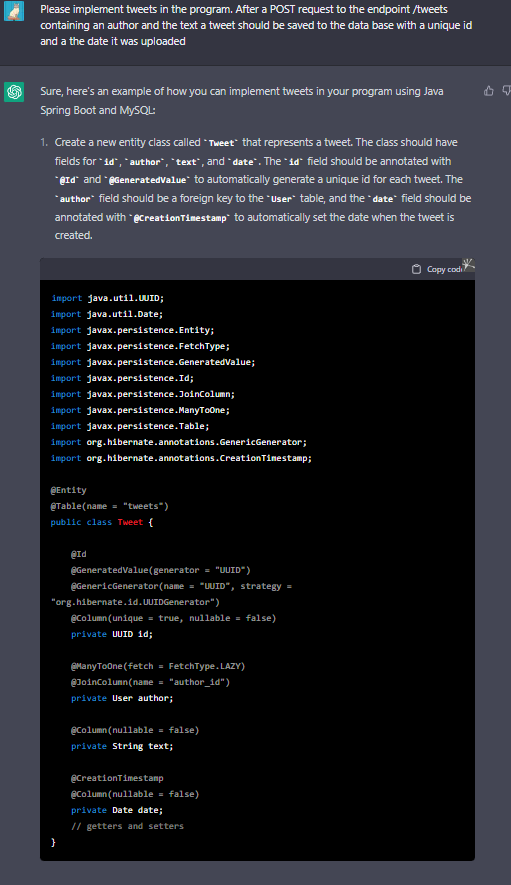 Please implement tweets in the program. After a POST request to the endpoint /tweets
containing an author and the text a tweet should be saved to the data base with a unique id
and a the date it was uploaded
Sure, here's an example of how you can implement tweets in your program using Java
Spring Boot and MySQL:
1. Create a new entity class called `Tweet` that represents a tweet. The class should have
fields for `id`, `author`, `text`, and `date`. The `id` field should be annotated with
`@Id` and `@GeneratedValue` to automatically generate a unique id for each tweet. The
`author` field should be a foreign key to the `User` table, and the `date` field should be
annotated with `@CreationTimestamp` to automatically set the date when the tweet is
created.
Copy code
import java.util.UUID;
import java.util.Date;
import javax.persistence.Entity;
import javax.persistence.FetchType;
import javax.persistence.GeneratedValue;
import javax.persistence.Id;
import javax.persistence.JoinColumn;
import javax.persistence.ManyToOne;
import javax.persistence.Table;
import org.hibernate.annotations.GenericGenerator;
import org.hibernate.annotations.CreationTimestamp;
@Entity
@Table(name = "tweets")
public class Tweet {
@Id
@GeneratedValue(generator = "UUID")
@GenericGenerator(name = "UUID", strategy =
"org.hibernate.id.UUIDGenerator")
@Column(unique = true, nullable = false)
private UUID id;
@ManyToOne(fetch = FetchType.LAZY)
@JoinColumn(name = "author_id")
private User author;
@Column(nullable = false)
private String text;
@CreationTimestamp
@Column(nullable = false)
private Date date;
// getters and setters
}